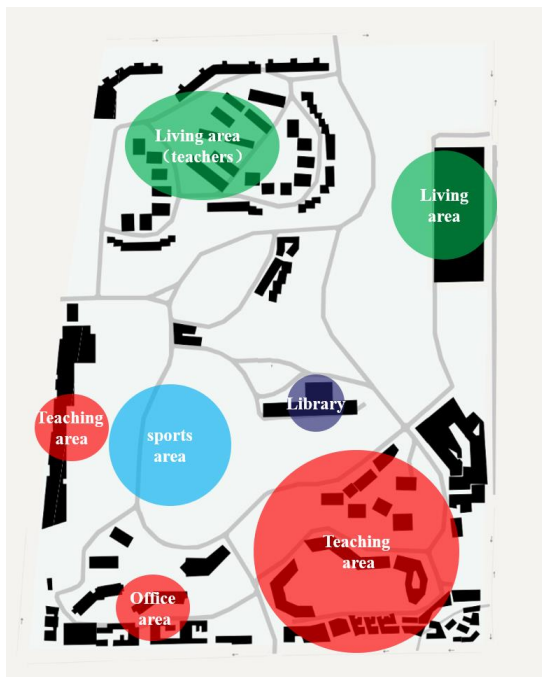 Living area
（teachers）
Living
area
Library
Teaching
area
sports
area
Teaching
area
Office
area